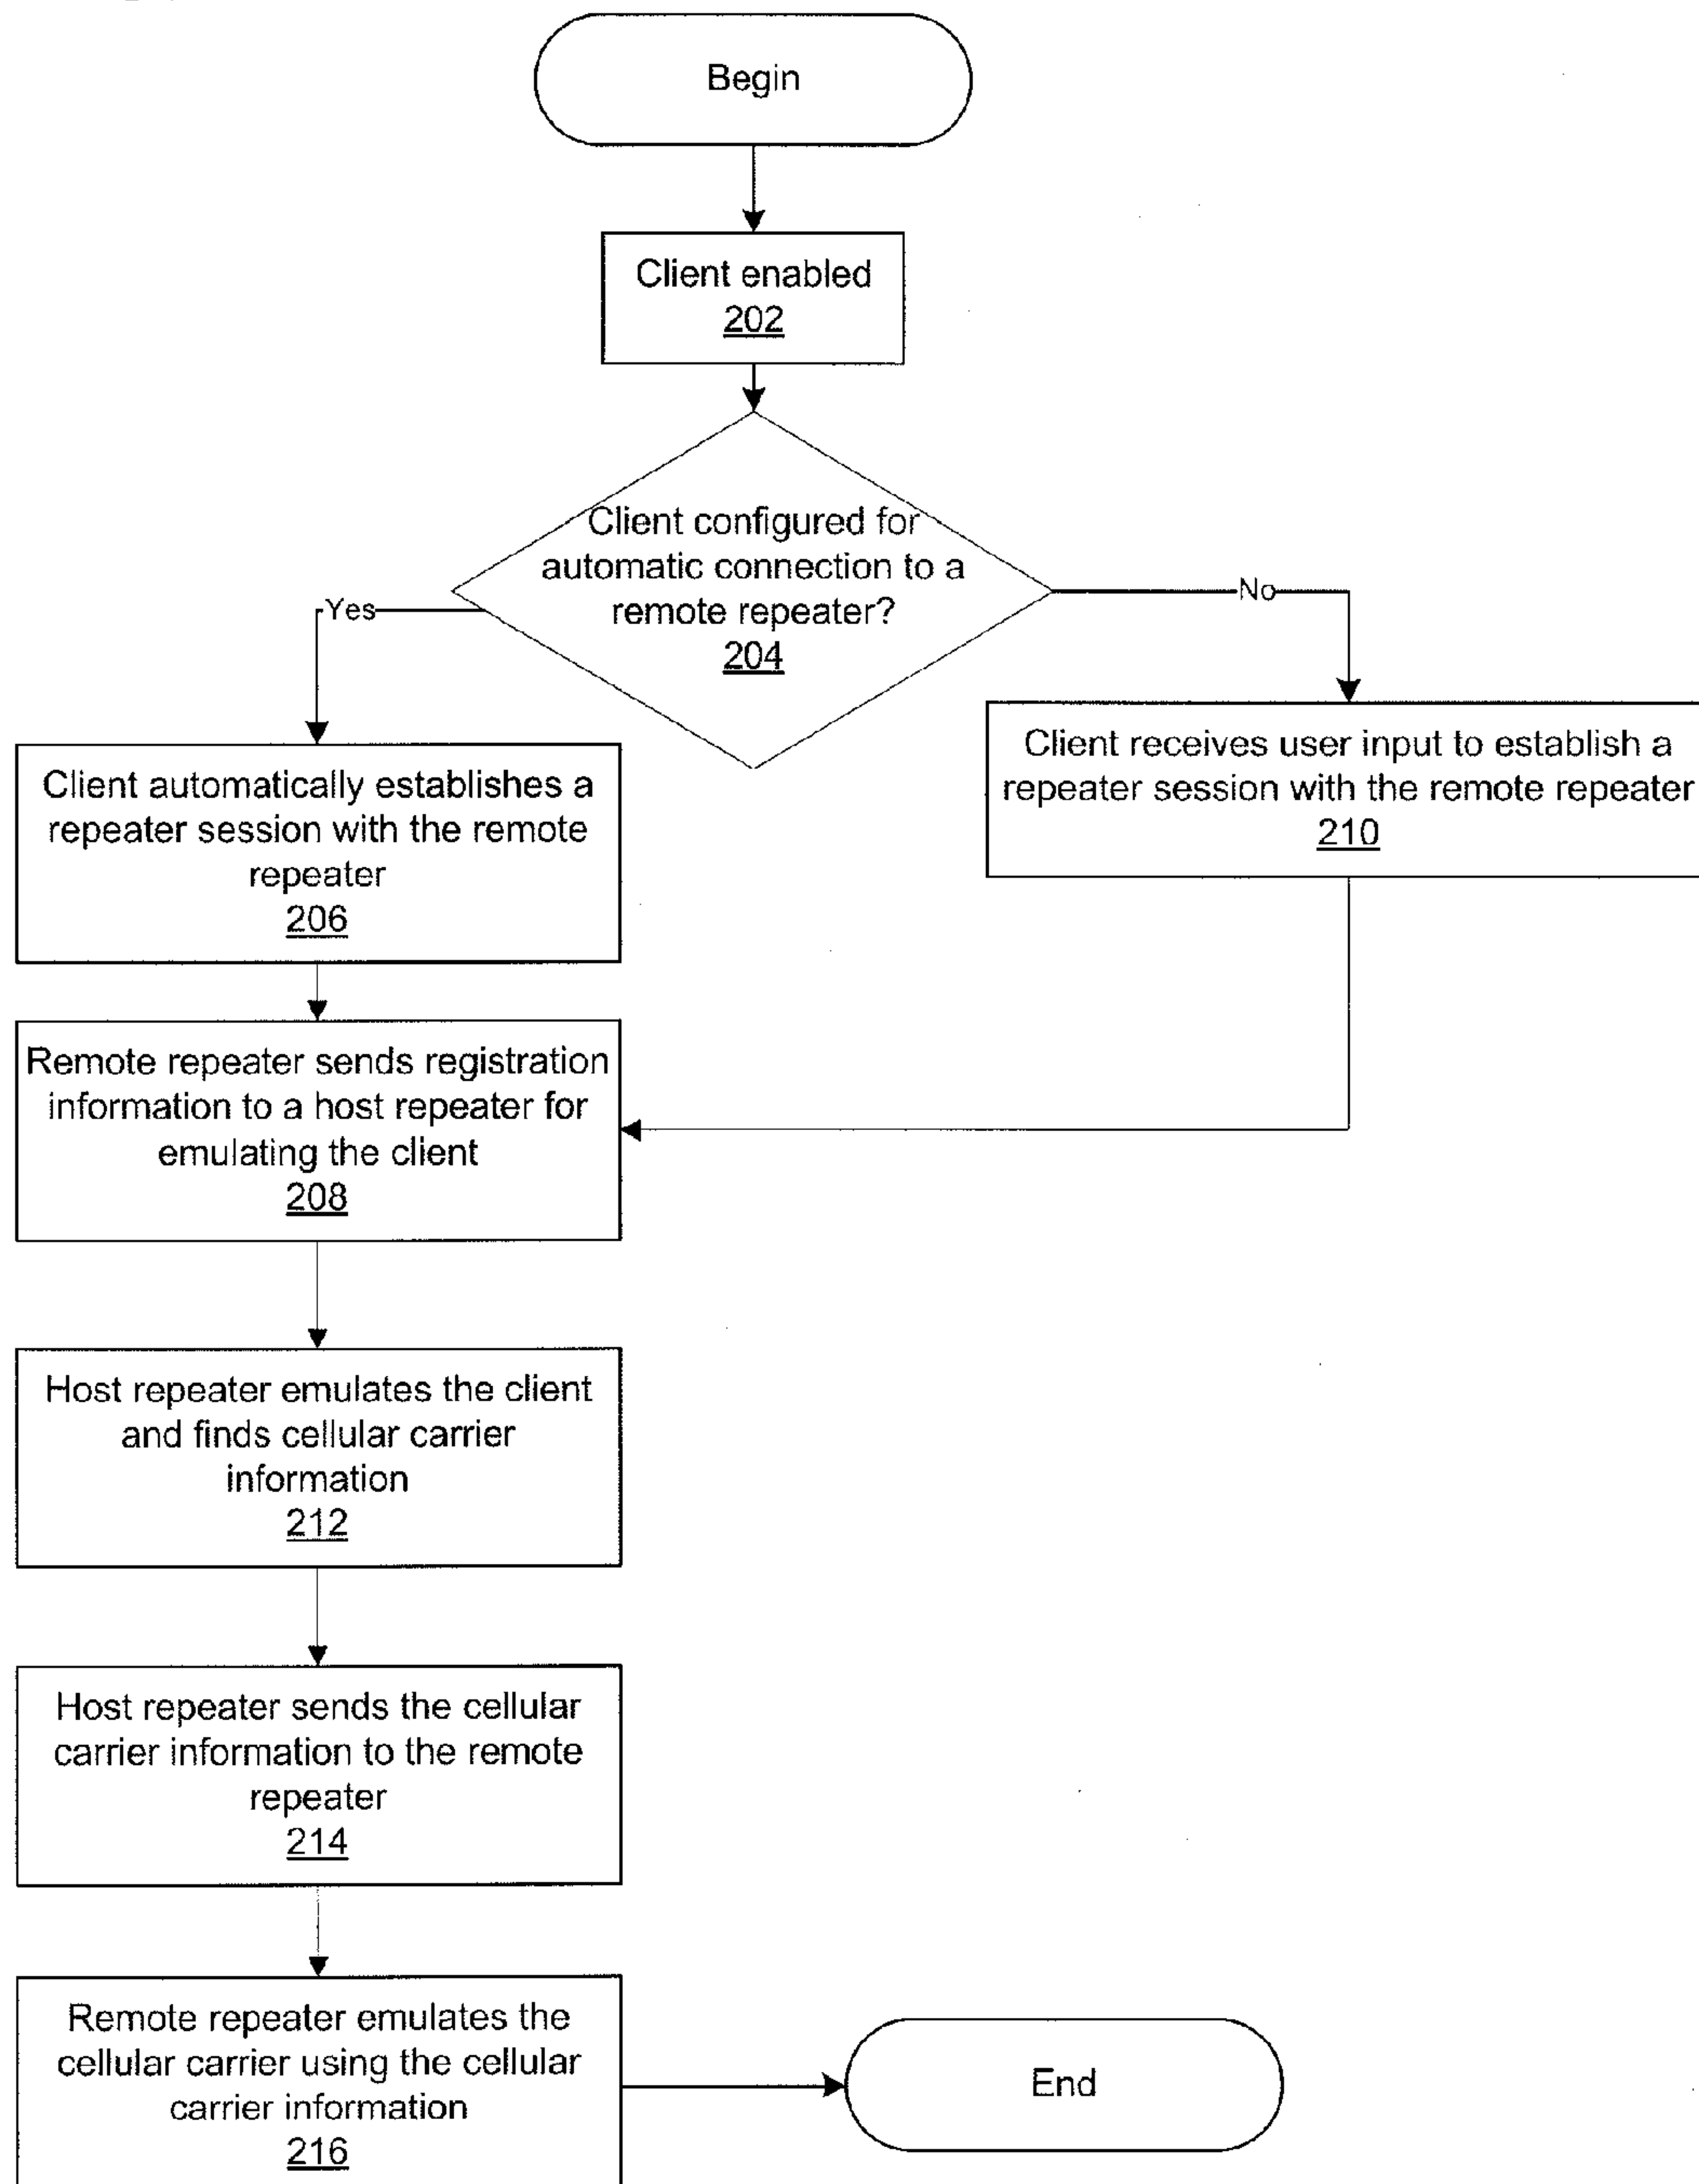 Begin
Client enabled
202
Client configured for
automatic connection to a
remote repeater?
204
Yes
No
Client automatically establishes a
repeater session with the remote
repeater
206
Client receives user input to establish a
repeater session with the remote repeater
210
Remote repeater sends registration
information to a host repeater for
emulating the client
208
Host repeater emulates the client
and finds cellular carrier
information
212
Host repeater sends the cellular
carrier information to the remote
repeater
214
Remote repeater emulates the
cellular carrier using the cellular
carrier information
216
End